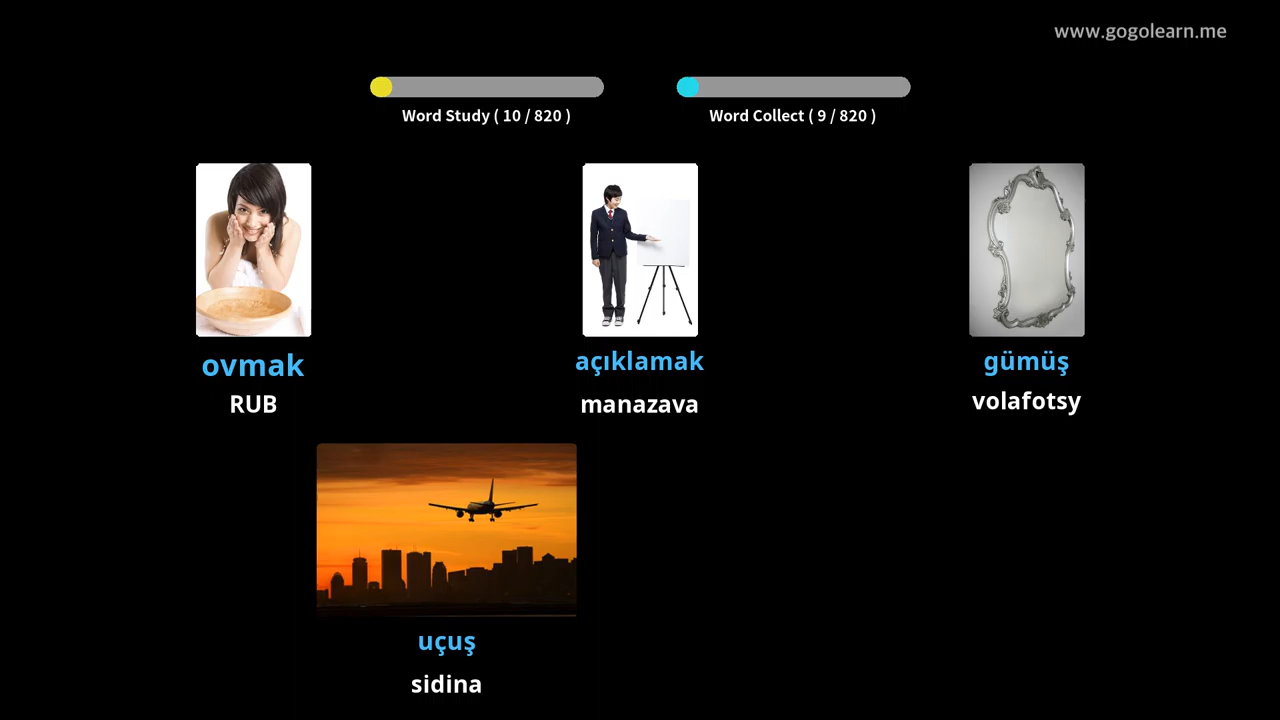 www.gogolearn.me
Word Study ( 10 / 820 )
Word Collect ( 9 / 820 )
ovmak
RUB
açıklamak
manazava
gümüş
volafotsy
uçuş
sidina